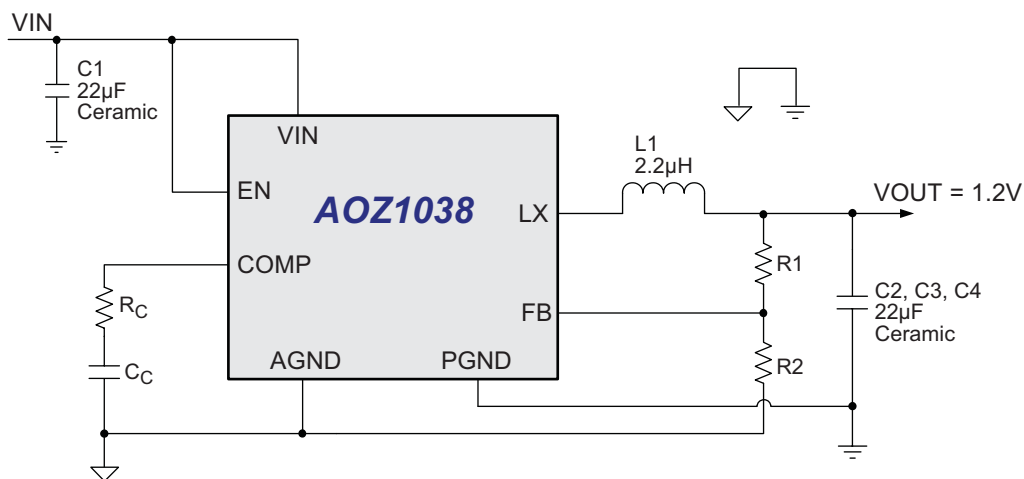 VIN
C1
22µF
Ceramic
VIN
EN
AOZ1038
LX
COMP
FB
AGND
PGND
RC
CC
L1
2.2µH
VOUT = 1.2V
R1
R2
C2, C3, C4
22µF
Ceramic